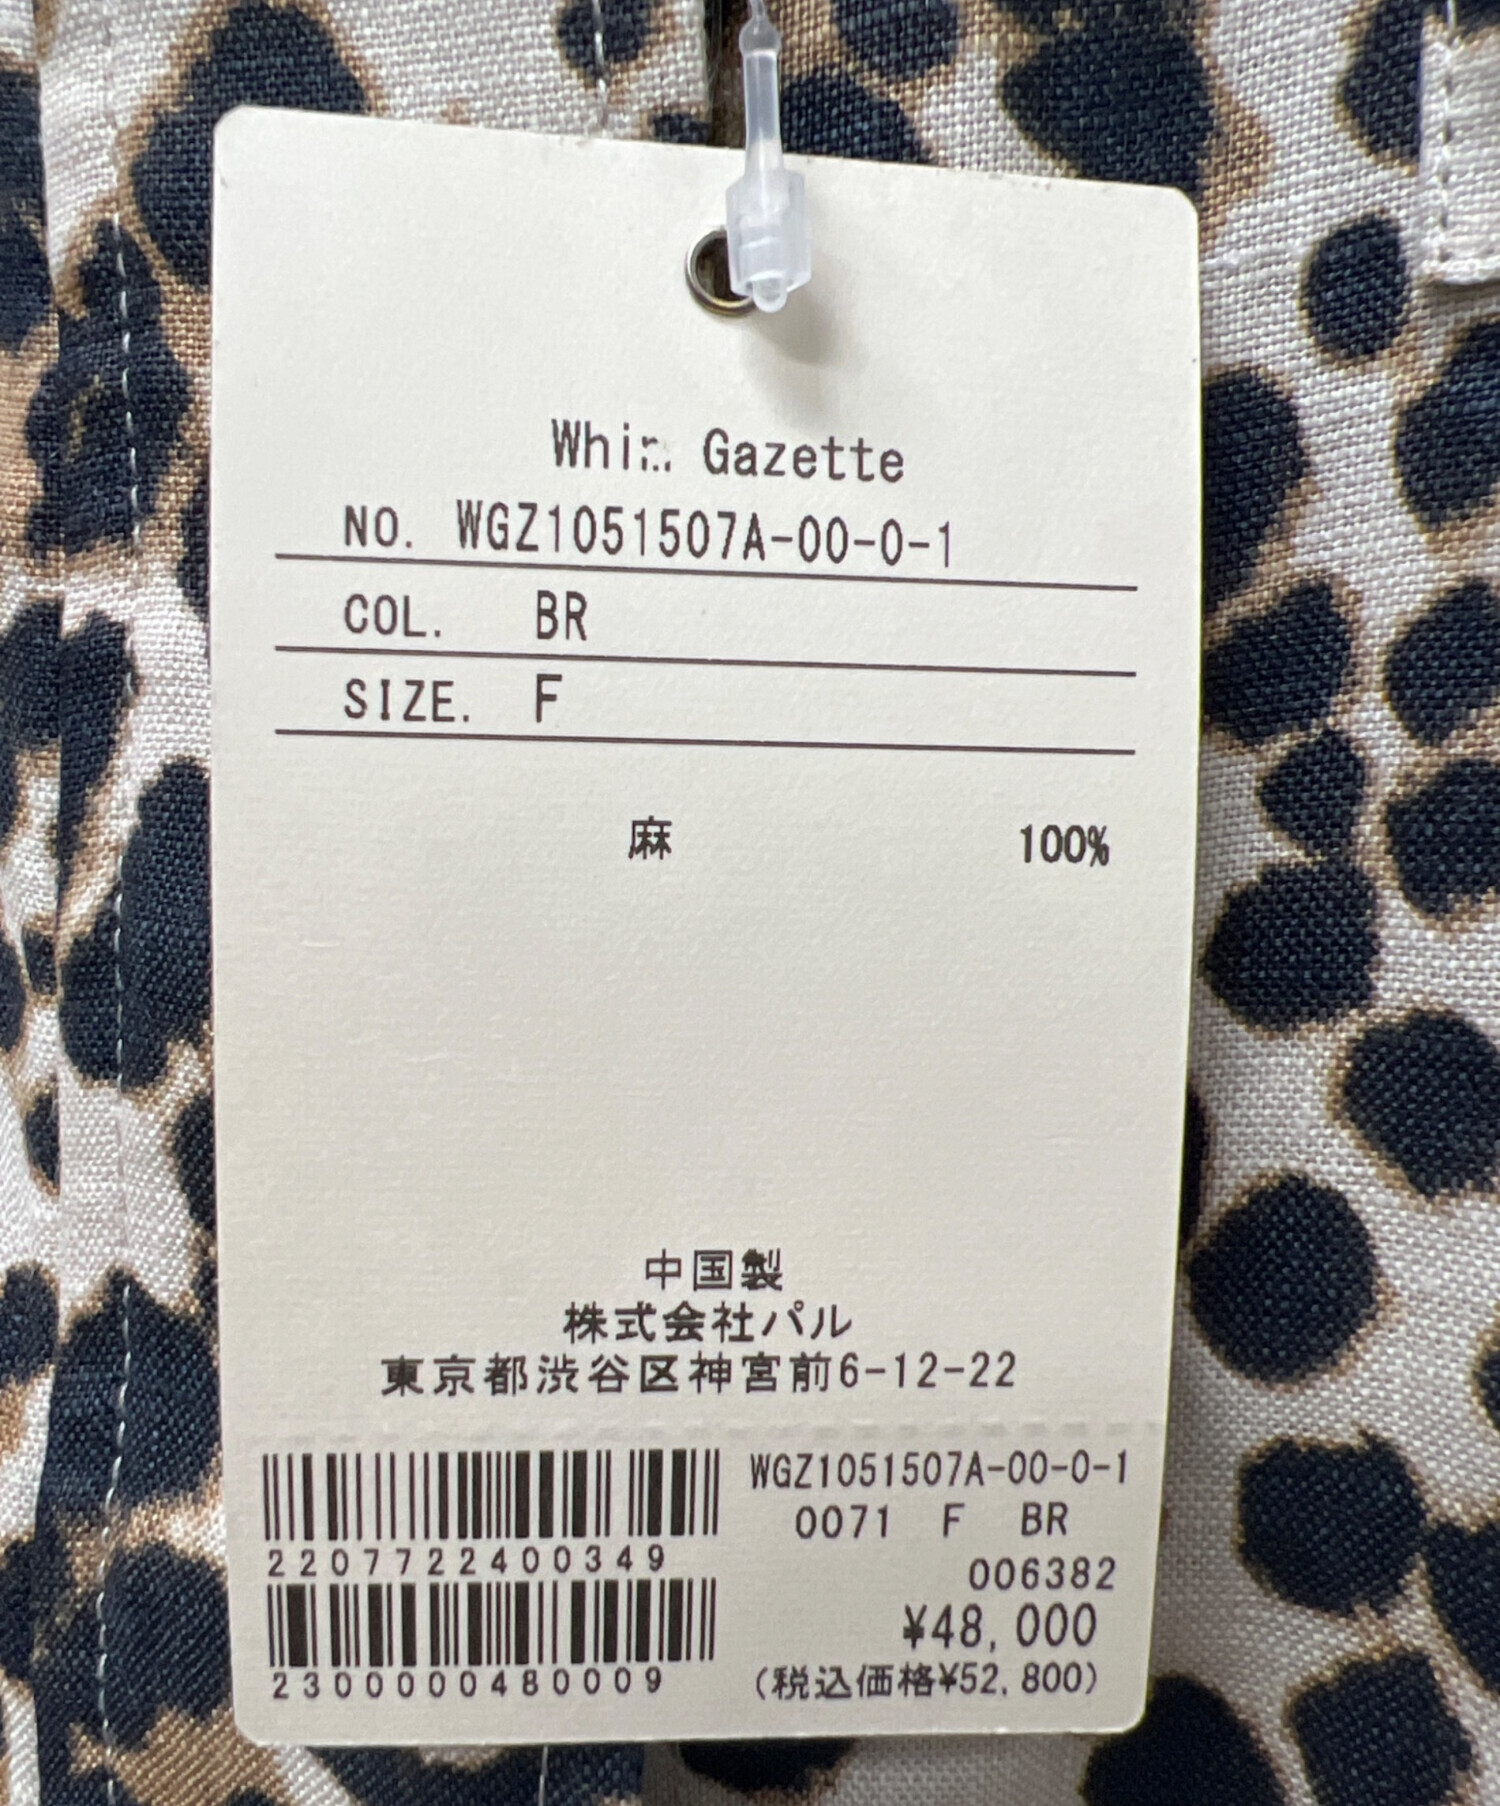 Whim Gazette
NO. WGZ1051507A-00-0-1
COL. BR
SIZE. F
麻 100%
中国製
株式会社パル
東京都渋谷区神宮前6-12-22
2207722400349
2300000480009
WGZ1051507A-00-0-1
0071 F BR
006382
¥48,000
(税込価格¥52,800)